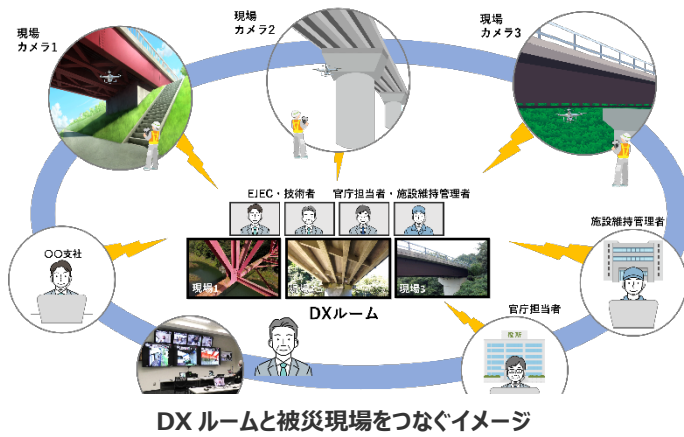 現場
カメラ1
現場
カメラ2
現場
カメラ3
EJEC・技術者
官庁担当者・施設維持管理者
〇〇支社
施設維持管理者
現場1
現場2
現場3
DXルーム
官庁担当者
役所
DX ルームと被災現場をつなぐイメージ